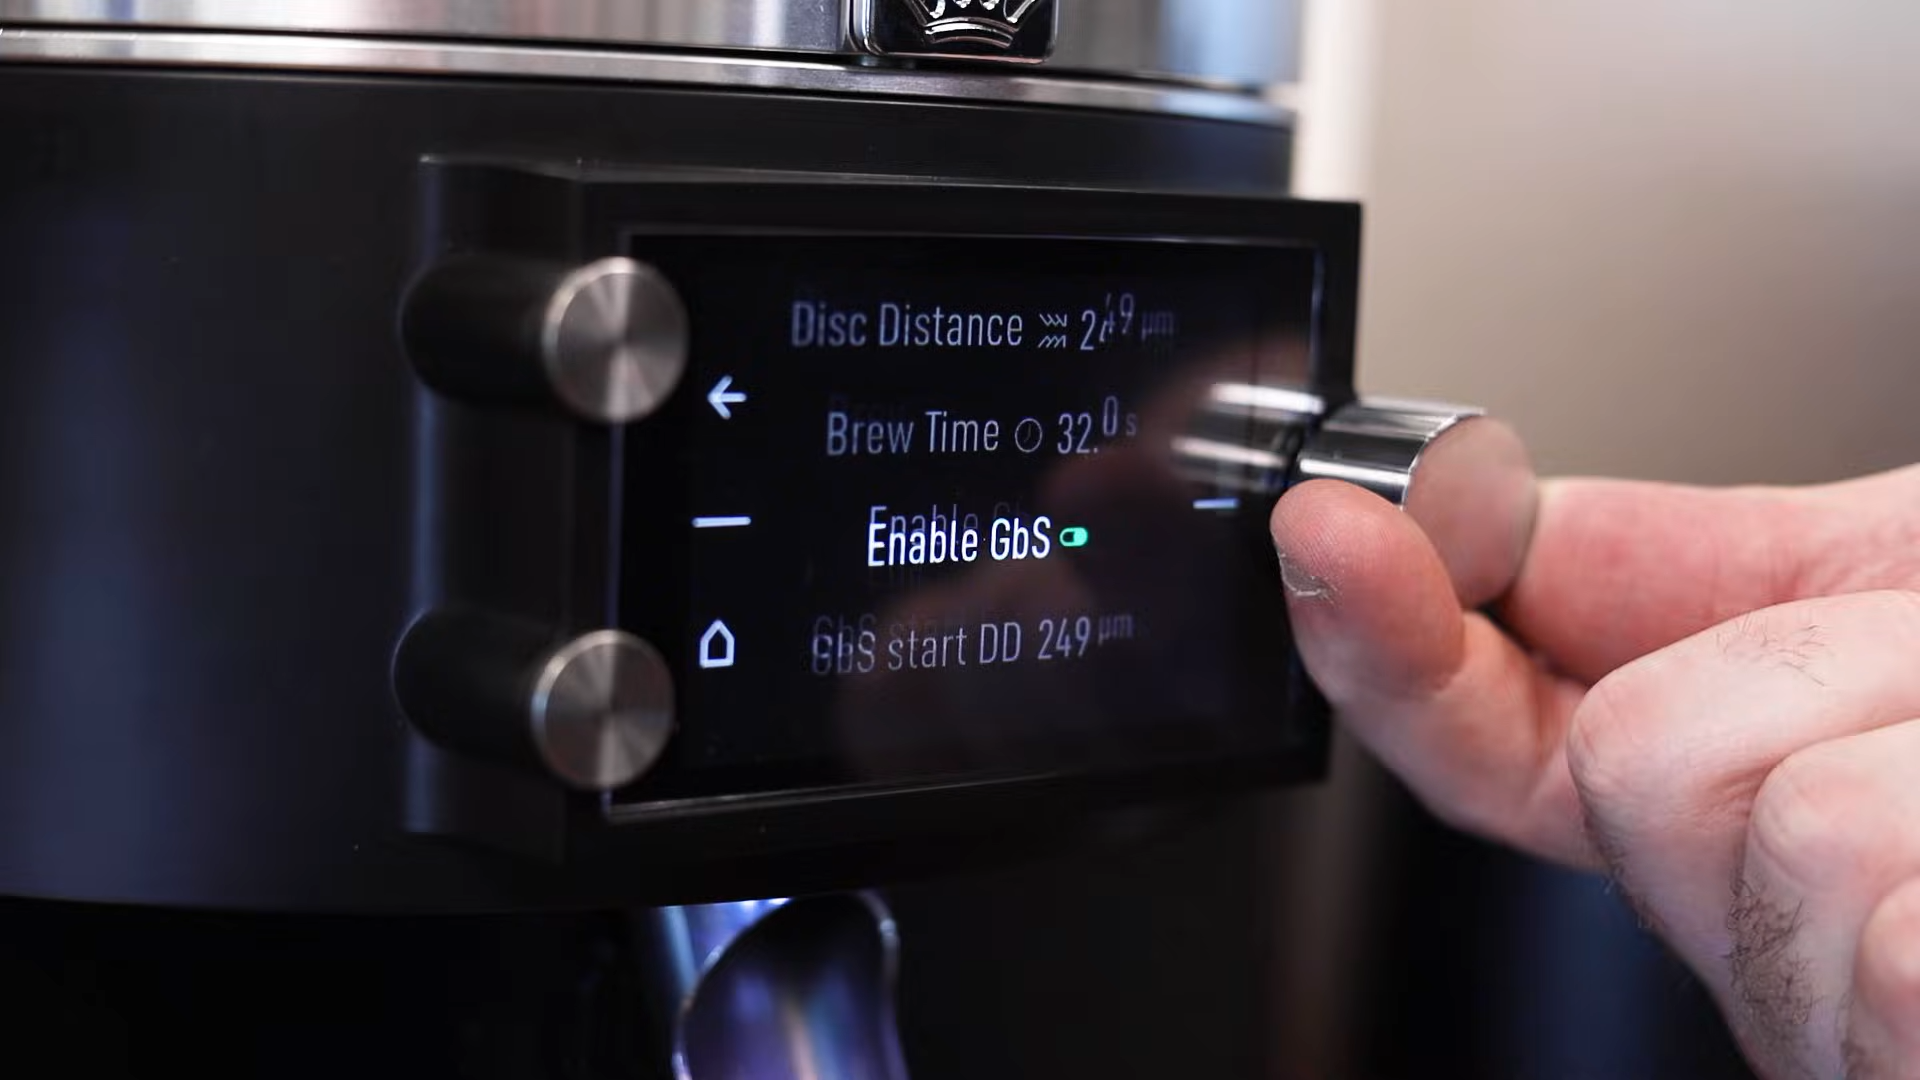 Disc Distance 249 µm
Brew Time 32.0 s
Enable GbS
GbS start DD 249 µm